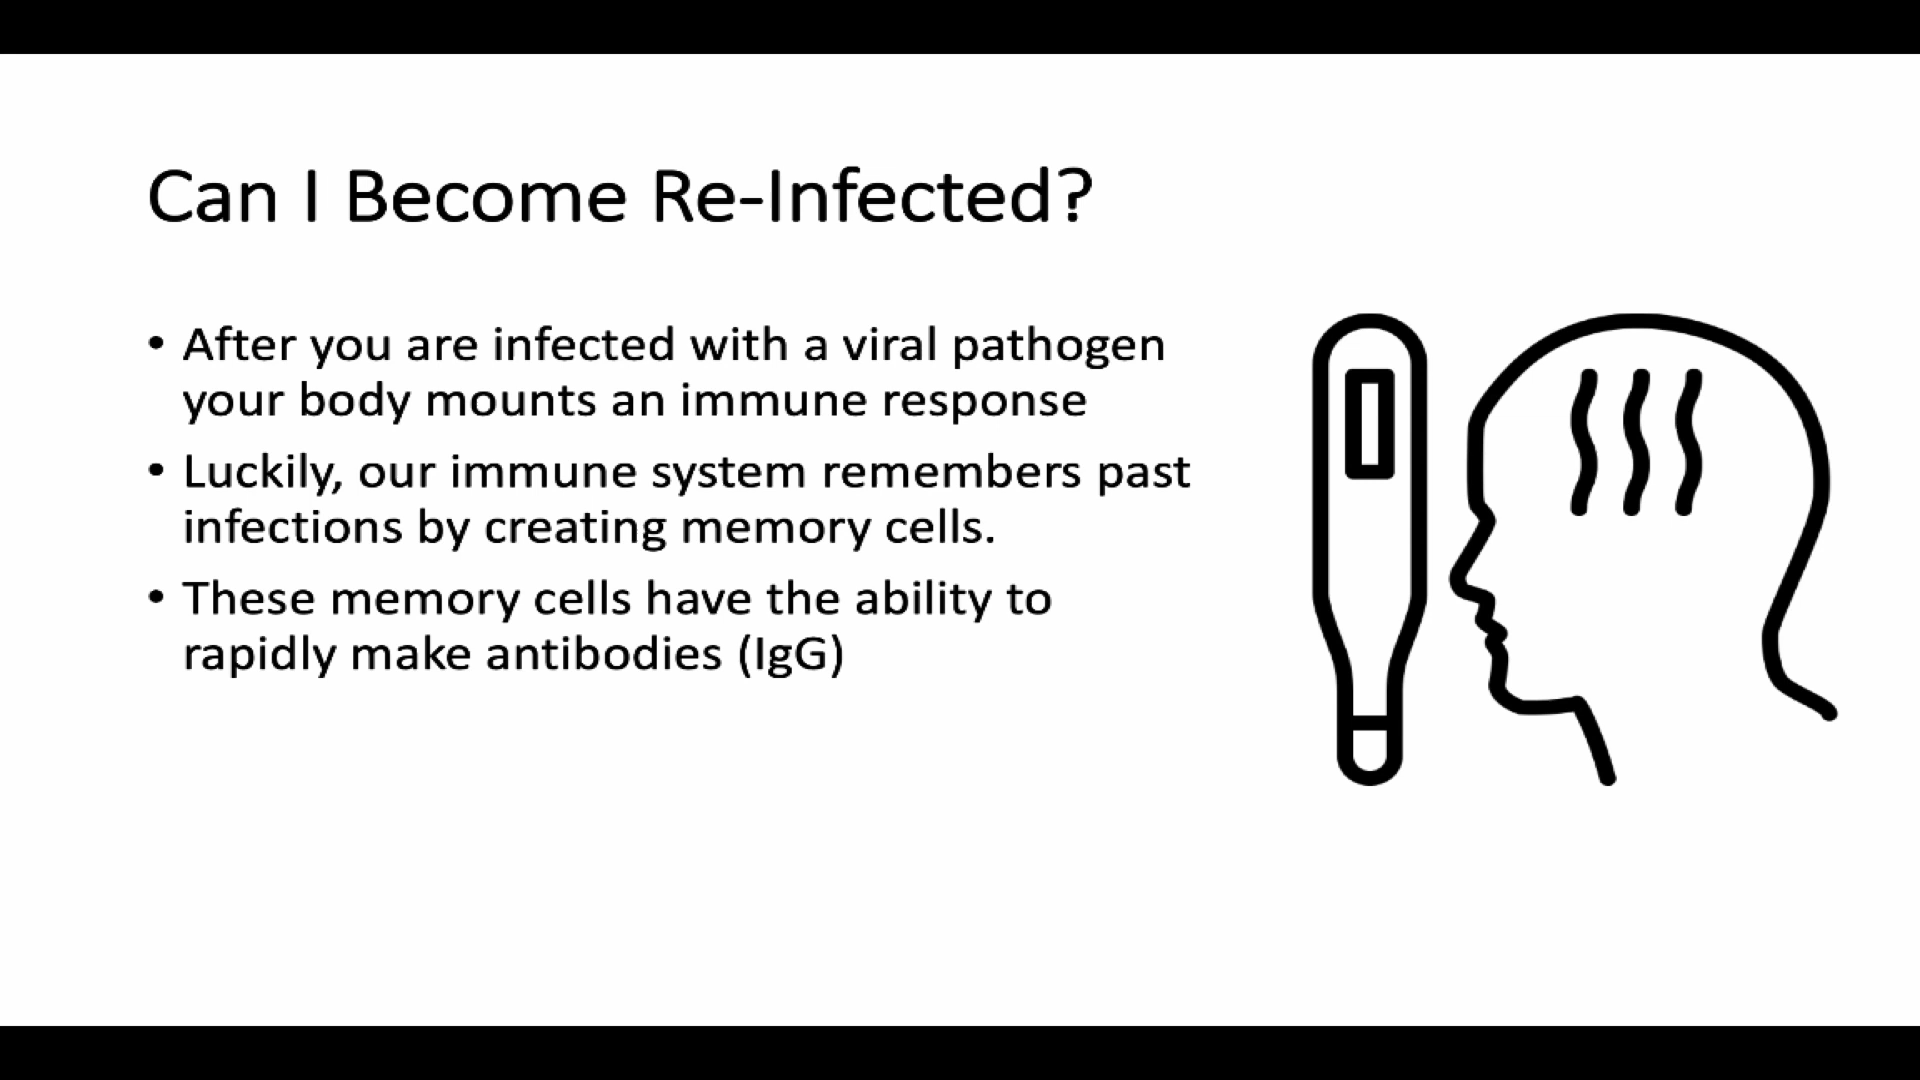 Can I Become Re-Infected?
• After you are infected with a viral pathogen
your body mounts an immune response
• Luckily, our immune system remembers past
infections by creating memory cells.
• These memory cells have the ability to
rapidly make antibodies (IgG)